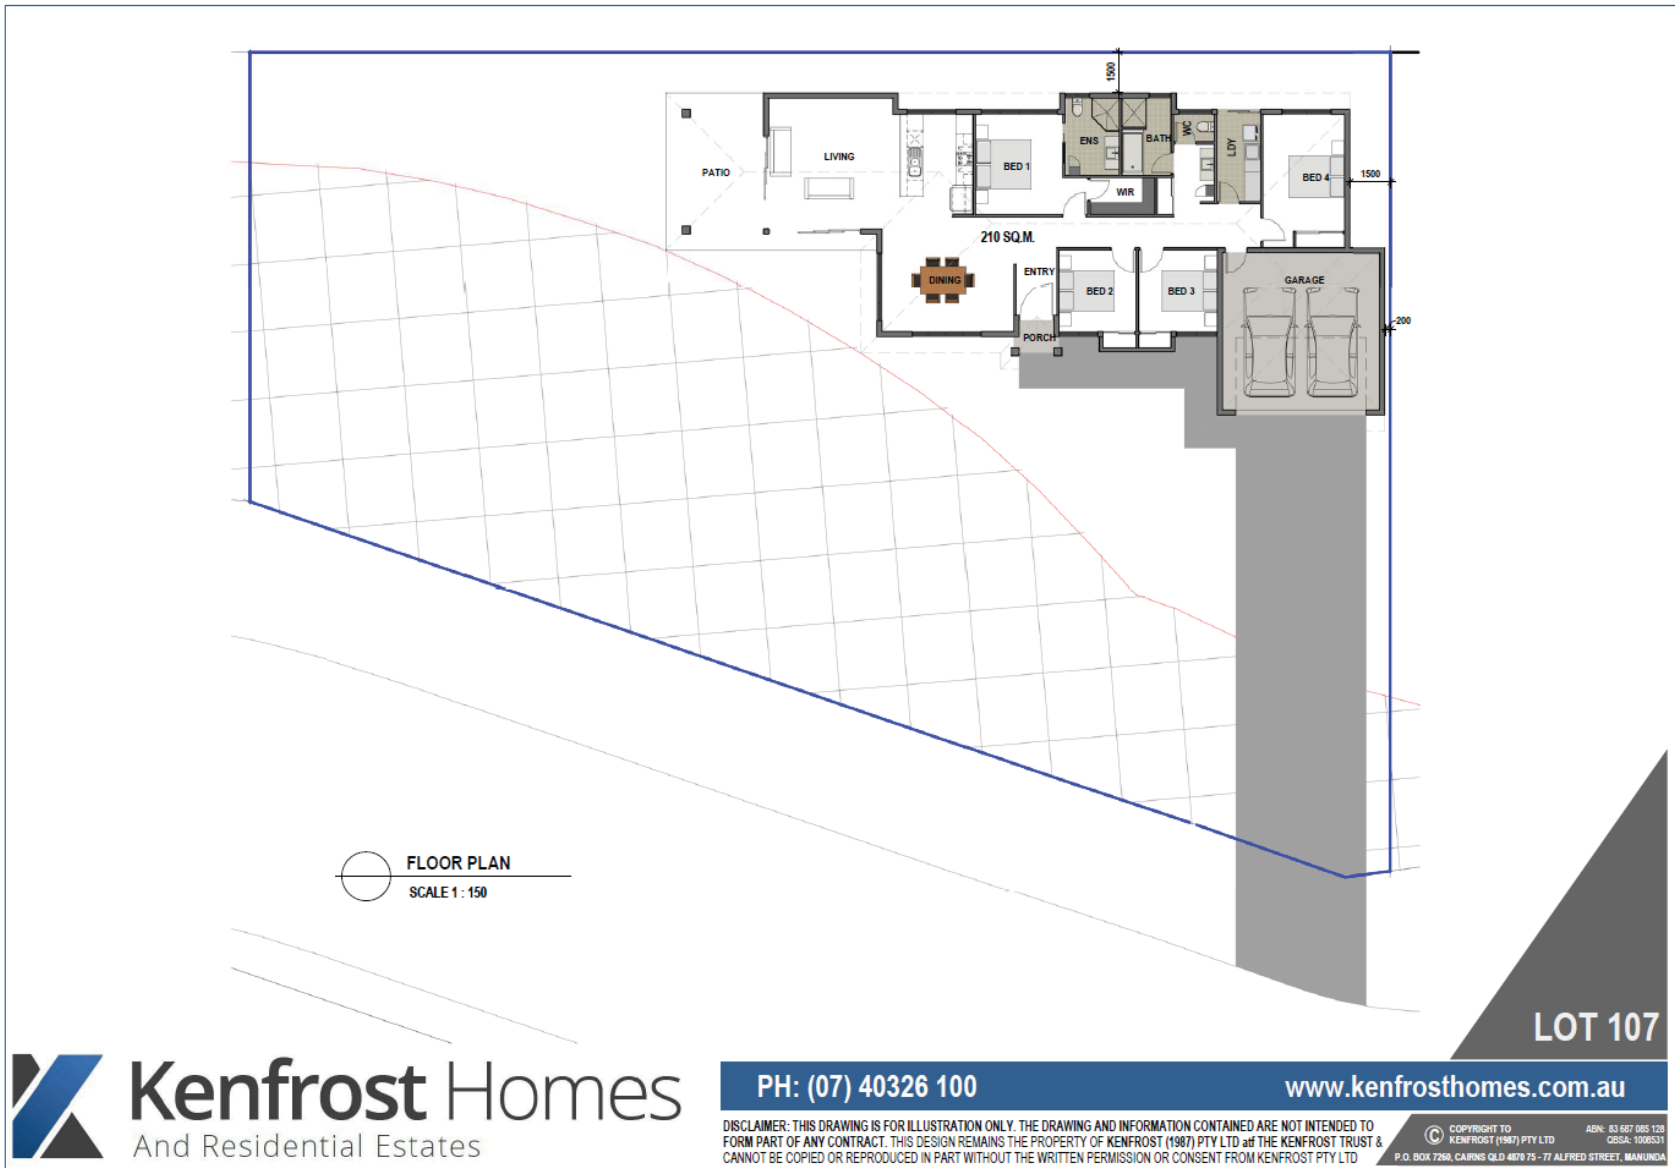 1500
ENS
BATH
WC
LDY
LIVING
BED 1
PATIO
BED 4
1500
WIR
210 SQ.M.
ENTRY
DINING
BED 2
BED 3
GARAGE
200
PORCH
FLOOR PLAN
SCALE 1 : 150
LOT 107
Kenfrost Homes
And Residential Estates
PH: (07) 40326 100
www.kenfrosthomes.com.au
DISCLAIMER: THIS DRAWING IS FOR ILLUSTRATION ONLY. THE DRAWING AND INFORMATION CONTAINED ARE NOT INTENDED TO
FORM PART OF ANY CONTRACT. THIS DESIGN REMAINS THE PROPERTY OF KENFROST (1987) PTY LTD atf THE KENFROST TRUST &
CANNOT BE COPIED OR REPRODUCED IN PART WITHOUT THE WRITTEN PERMISSION OR CONSENT FROM KENFROST PTY LTD
© COPYRIGHT TO
KENFROST (1987) PTY LTD
ABN: 83 687 085 128
QBSA: 1008531
P.O. BOX 7260, CAIRNS QLD 4870 75 - 77 ALFRED STREET, MANUNDA